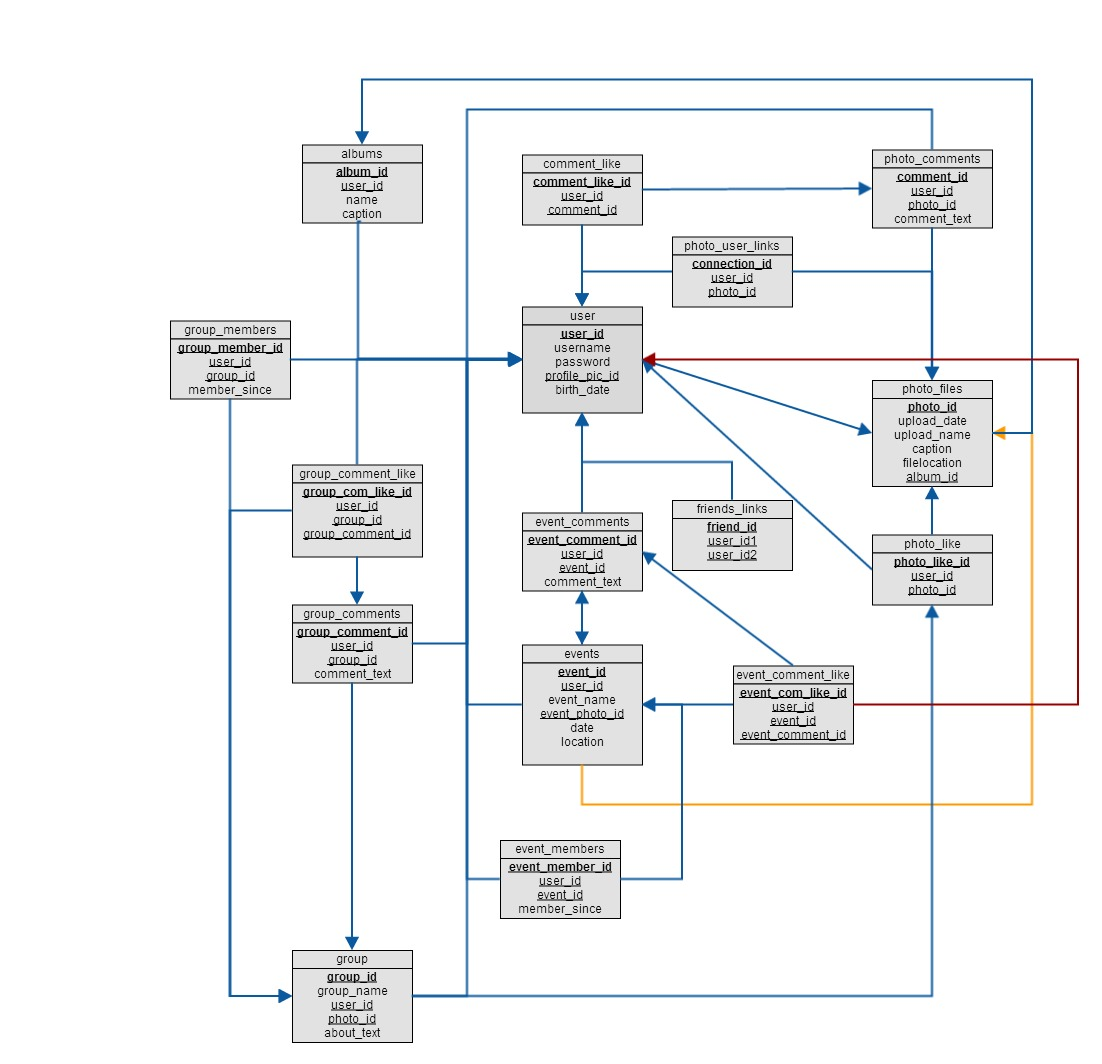 albums
album_id
user_id
name
caption
comment_like
comment_like_id
user_id
comment_id
photo_comments
comment_id
user_id
photo_id
comment_text
photo_user_links
connection_id
user_id
photo_id
group_members
group_member_id
user_id
group_id
member_since
user
user_id
username
password
profile_pic_id
birth_date
photo_files
photo_id
upload_date
upload_name
caption
filelocation
album_id
group_comment_like
group_com_like_id
user_id
group_id
group_comment_id
event_comments
event_comment_id
user_id
event_id
comment_text
friends_links
friend_id
user_id1
user_id2
photo_like
photo_like_id
user_id
photo_id
group_comments
group_comment_id
user_id
group_id
comment_text
events
event_id
user_id
event_name
event_photo_id
date
location
event_comment_like
event_com_like_id
user_id
event_id
event_comment_id
event_members
event_member_id
user_id
event_id
member_since
group
group_id
group_name
user_id
photo_id
about_text